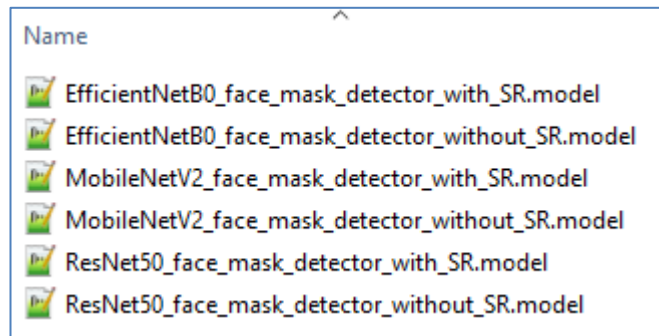 Name
EfficientNetB0_face_mask_detector_with_SR.model
EfficientNetB0_face_mask_detector_without_SR.model
MobileNetV2_face_mask_detector_with_SR.model
MobileNetV2_face_mask_detector_without_SR.model
ResNet50_face_mask_detector_with_SR.model
ResNet50_face_mask_detector_without_SR.model